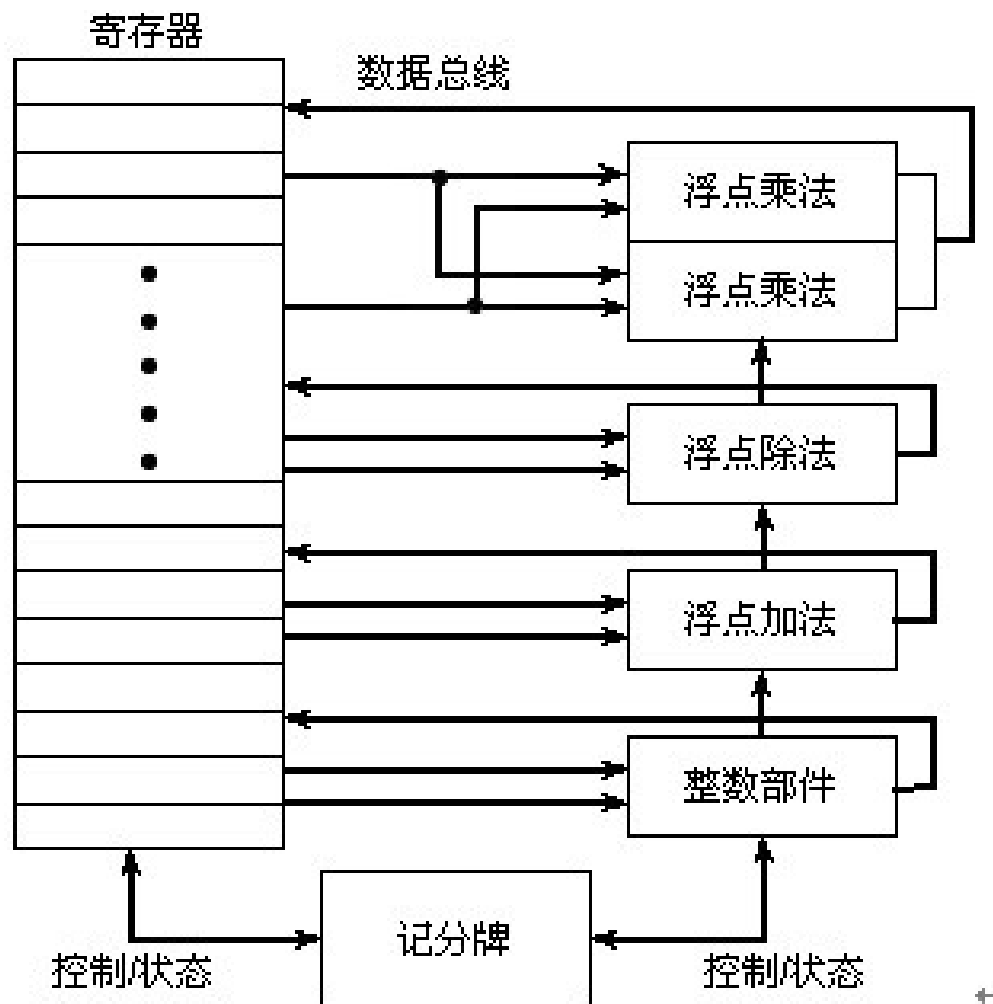 寄存器
数据总线
浮点乘法
浮点乘法
浮点除法
浮点加法
整数部件
记分牌
控制/状态
控制/状态